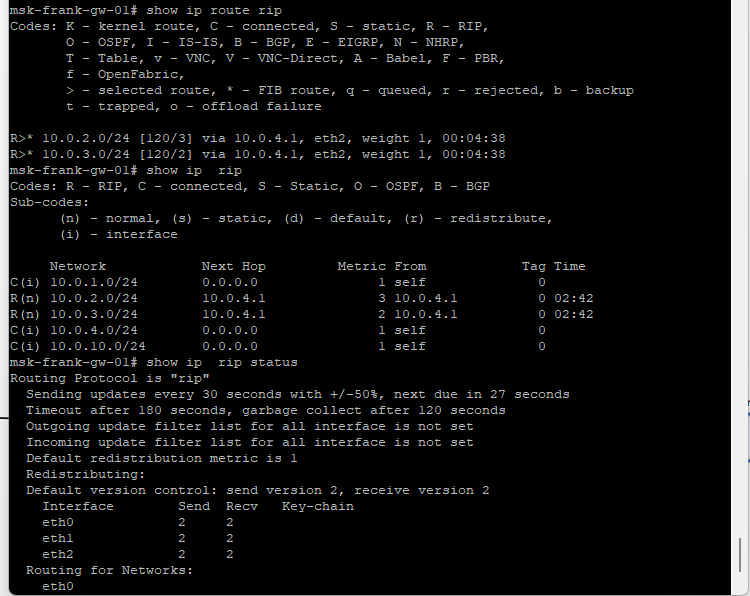 msk-frank-gw-01# show ip route rip
Codes: K - kernel route, C - connected, S - static, R - RIP,
       O - OSPF, I - IS-IS, B - BGP, E - EIGRP, N - NHRP,
       T - Table, v - VNC, V - VNC-Direct, A - Babel, F - PBR,
       f - OpenFabric,
       > - selected route, * - FIB route, q - queued, r - rejected, b - backup
       t - trapped, o - offload failure

R>* 10.0.2.0/24 [120/3] via 10.0.4.1, eth2, weight 1, 00:04:38
R>* 10.0.3.0/24 [120/2] via 10.0.4.1, eth2, weight 1, 00:04:38
msk-frank-gw-01# show ip  rip
Codes: R - RIP, C - connected, S - Static, O - OSPF, B - BGP
Sub-codes:
      (n) - normal, (s) - static, (d) - default, (r) - redistribute,
      (i) - interface

     Network            Next Hop         Metric From            Tag Time
C(i) 10.0.1.0/24        0.0.0.0               1 self              0
R(n) 10.0.2.0/24        10.0.4.1              3 10.0.4.1          0 02:42
R(n) 10.0.3.0/24        10.0.4.1              2 10.0.4.1          0 02:42
C(i) 10.0.4.0/24        0.0.0.0               1 self              0
C(i) 10.0.10.0/24       0.0.0.0               1 self              0
msk-frank-gw-01# show ip  rip status
Routing Protocol is "rip"
  Sending updates every 30 seconds with +/-50%, next due in 27 seconds
  Timeout after 180 seconds, garbage collect after 120 seconds
  Outgoing update filter list for all interface is not set
  Incoming update filter list for all interface is not set
  Default redistribution metric is 1
  Redistributing:
  Default version control: send version 2, receive version 2
    Interface        Send  Recv   Key-chain
    eth0             2     2
    eth1             2     2
    eth2             2     2
  Routing for Networks:
    eth0